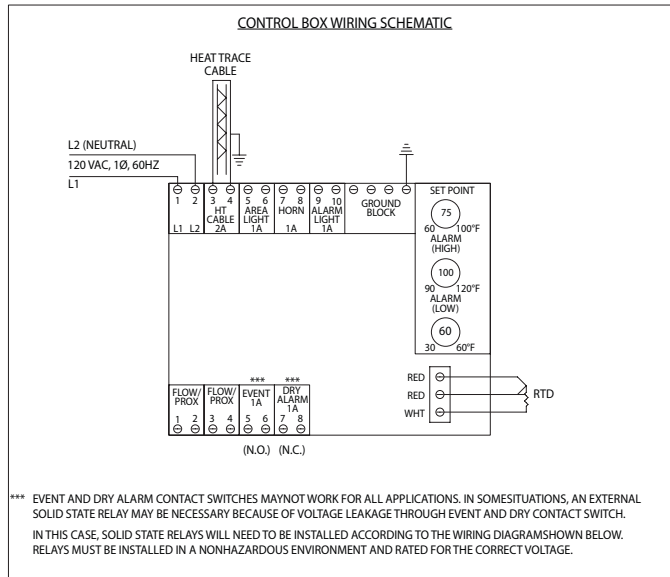 CONTROL BOX WIRING SCHEMATIC
HEAT TRACE
CABLE
L2 (NEUTRAL)
120 VAC, 1Ø, 60HZ
L1
1 2 3 4 5 6 7 8 9 10
L1 L2
HT
CABLE
2A
AREA
LIGHT
1A
HORN
1A
ALARM
LIGHT
1A
GROUND
BLOCK
SET POINT
75
60 100°F
ALARM
(HIGH)
100
90 120°F
ALARM
(LOW)
60
30 60°F
RED
RED
WHT
RTD
*** ***
FLOW/
PROX
1 2
FLOW/
PROX
3 4
EVENT
1A
5 6
DRY
ALARM
1A
7 8
(N.O.) (N.C.)
*** EVENT AND DRY ALARM CONTACT SWITCHES MAYNOT WORK FOR ALL APPLICATIONS. IN SOMESITUATIONS, AN EXTERNAL
SOLID STATE RELAY MAY BE NECESSARY BECAUSE OF VOLTAGE LEAKAGE THROUGH EVENT AND DRY CONTACT SWITCH.
IN THIS CASE, SOLID STATE RELAYS WILL NEED TO BE INSTALLED ACCORDING TO THE WIRING DIAGRAMSHOWN BELOW.
RELAYS MUST BE INSTALLED IN A NONHAZARDOUS ENVIRONMENT AND RATED FOR THE CORRECT VOLTAGE.